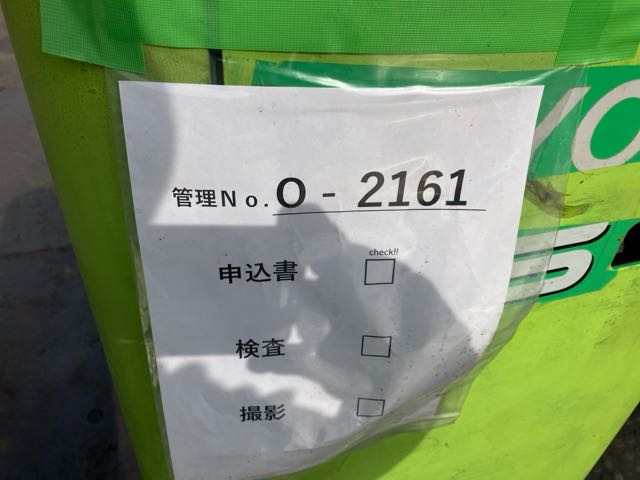 管理No. O - 2161
check!!
申込書 □
検査 □
撮影 □